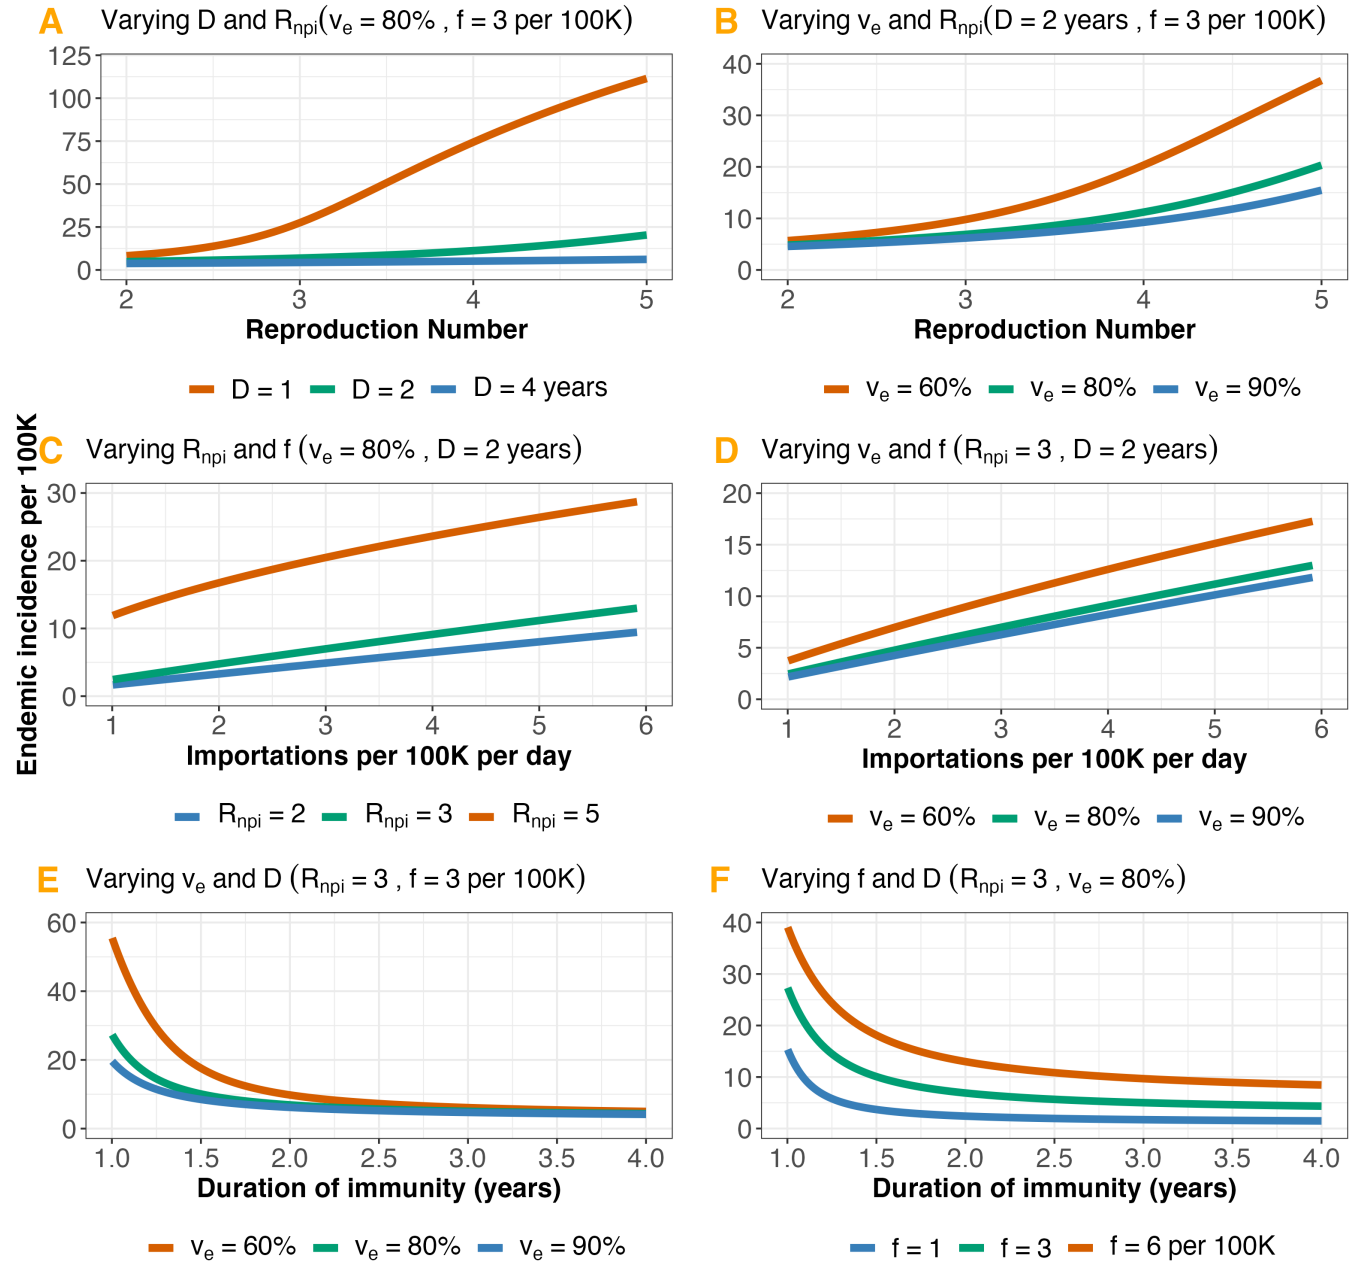 A Varying D and Rnpi(ve = 80% , f = 3 per 100K)
125
100
75
50
25
0
2 3 4 5
Reproduction Number
D = 1 D = 2 D = 4 years
B Varying ve and Rnpi(D = 2 years , f = 3 per 100K)
40
30
20
10
0
2 3 4 5
Reproduction Number
ve = 60% ve = 80% ve = 90%
Endemic incidence per 100K
C Varying Rnpi and f (ve = 80% , D = 2 years)
30
20
10
0
1 2 3 4 5 6
Importations per 100K per day
Rnpi = 2 Rnpi = 3 Rnpi = 5
D Varying ve and f (Rnpi = 3 , D = 2 years)
20
15
10
5
0
1 2 3 4 5 6
Importations per 100K per day
ve = 60% ve = 80% ve = 90%
E Varying ve and D (Rnpi = 3 , f = 3 per 100K)
60
40
20
0
1.0 1.5 2.0 2.5 3.0 3.5 4.0
Duration of immunity (years)
ve = 60% ve = 80% ve = 90%
F Varying f and D (Rnpi = 3 , ve = 80%)
40
30
20
10
0
1.0 1.5 2.0 2.5 3.0 3.5 4.0
Duration of immunity (years)
f = 1 f = 3 f = 6 per 100K